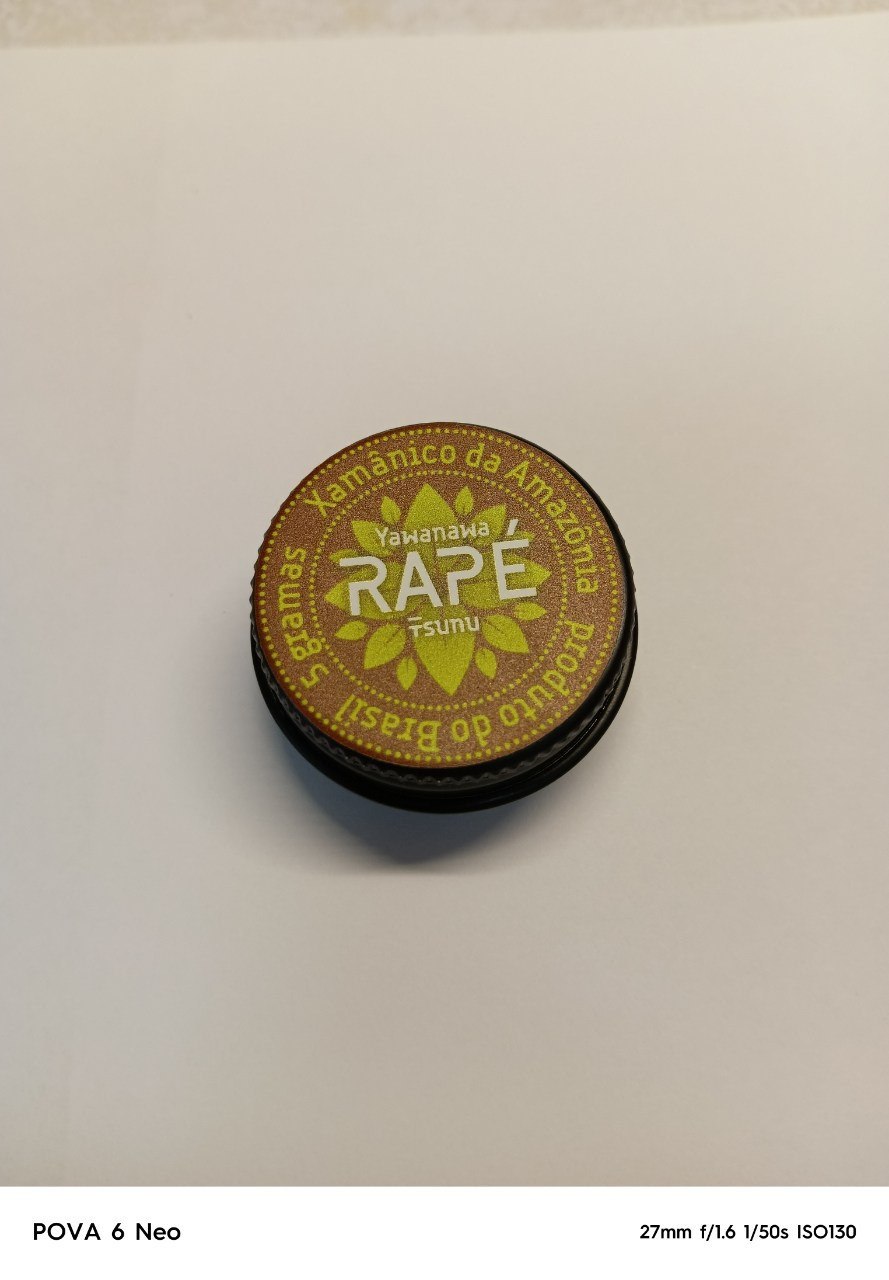 Xamânico da Amazônia
produto do Brasil
5 gramas
Yawanawa
RAPÉ
Tsunu
POVA 6 Neo
27mm f/1.6 1/50s ISO130